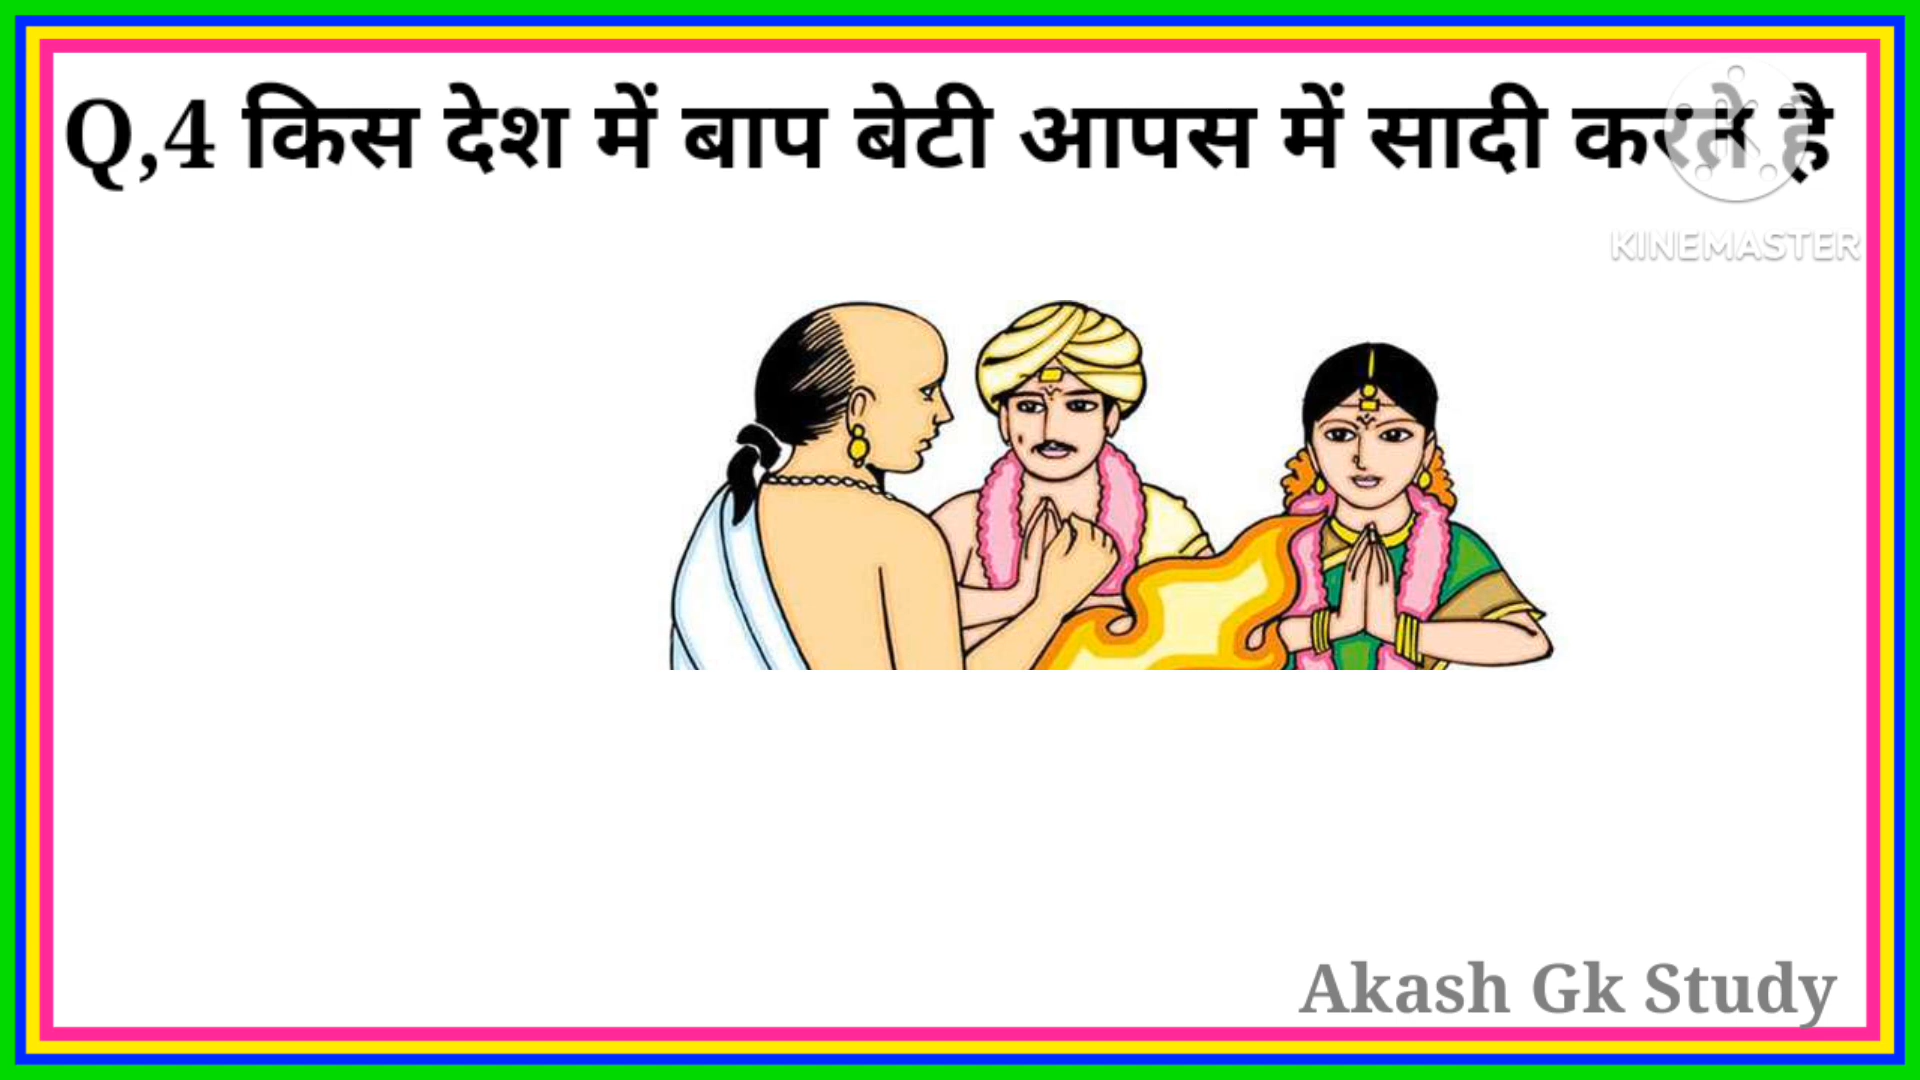 Q,4 किस देश में बाप बेटी आपस में सादी करते है
KINEMASTER
Akash Gk Study